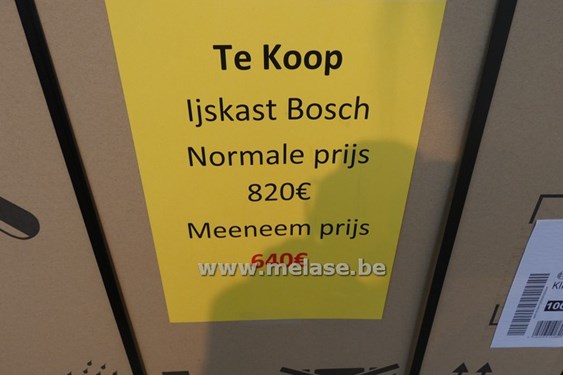 Te Koop
Ijskast Bosch
Normale prijs
820€
Meeneem prijs
640€
www.melase.be